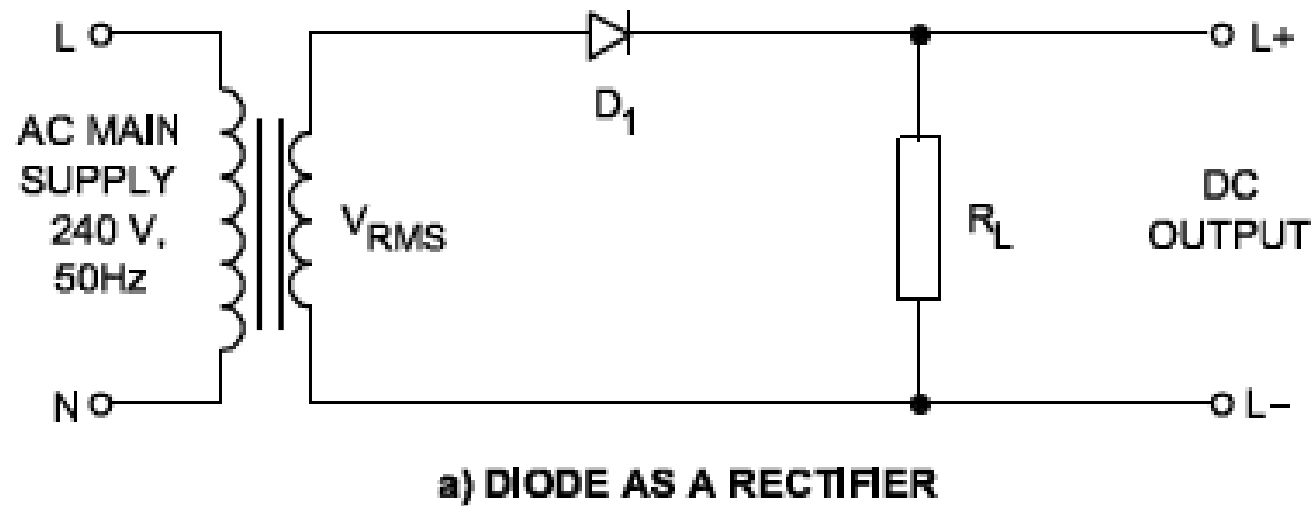 L
L+
D1
AC MAIN
SUPPLY
240 V,
50Hz
VRMS
RL
DC
OUTPUT
N
L–
a) DIODE AS A RECTIFIER